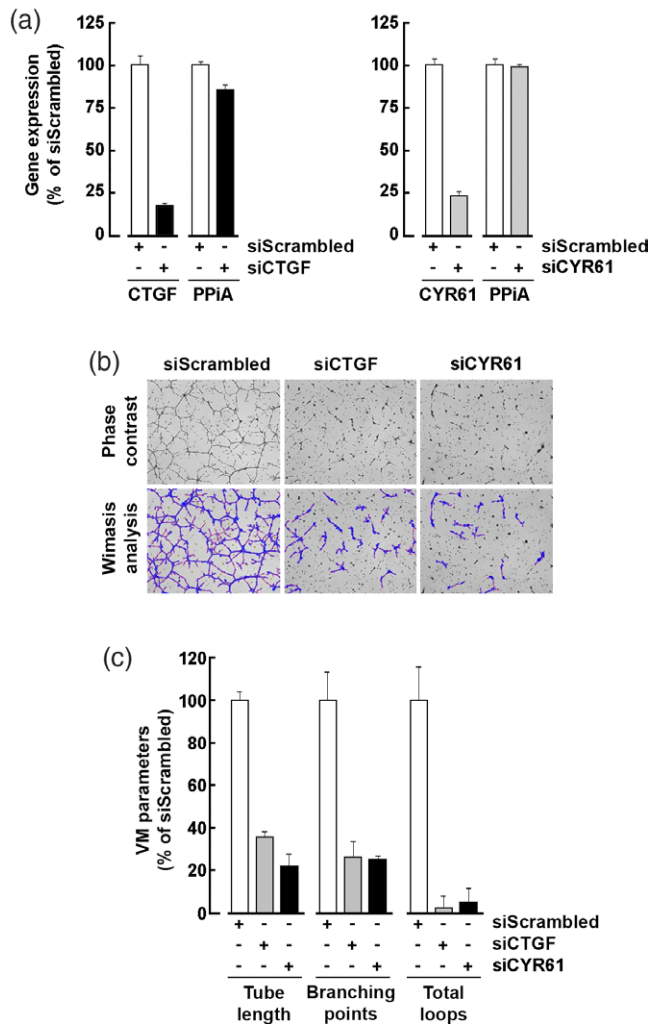 (a)
125
100
75
50
25
0
Gene expression
(% of siScrambled)
+ - + - siScrambled
- + - + siCTGF
CTGF PPiA
125
100
75
50
25
0
+ - + - siScrambled
- + - + siCYR61
CYR61 PPiA
(b)
siScrambled siCTGF siCYR61
Phase
contrast
Wimasis
analysis
(c)
120
100
80
60
40
20
0
VM parameters
(% of siScrambled)
+ - - + - - + - - siScrambled
- + - - + - - + - siCTGF
- - + - - + - - + siCYR61
Tube Branching Total
length points loops